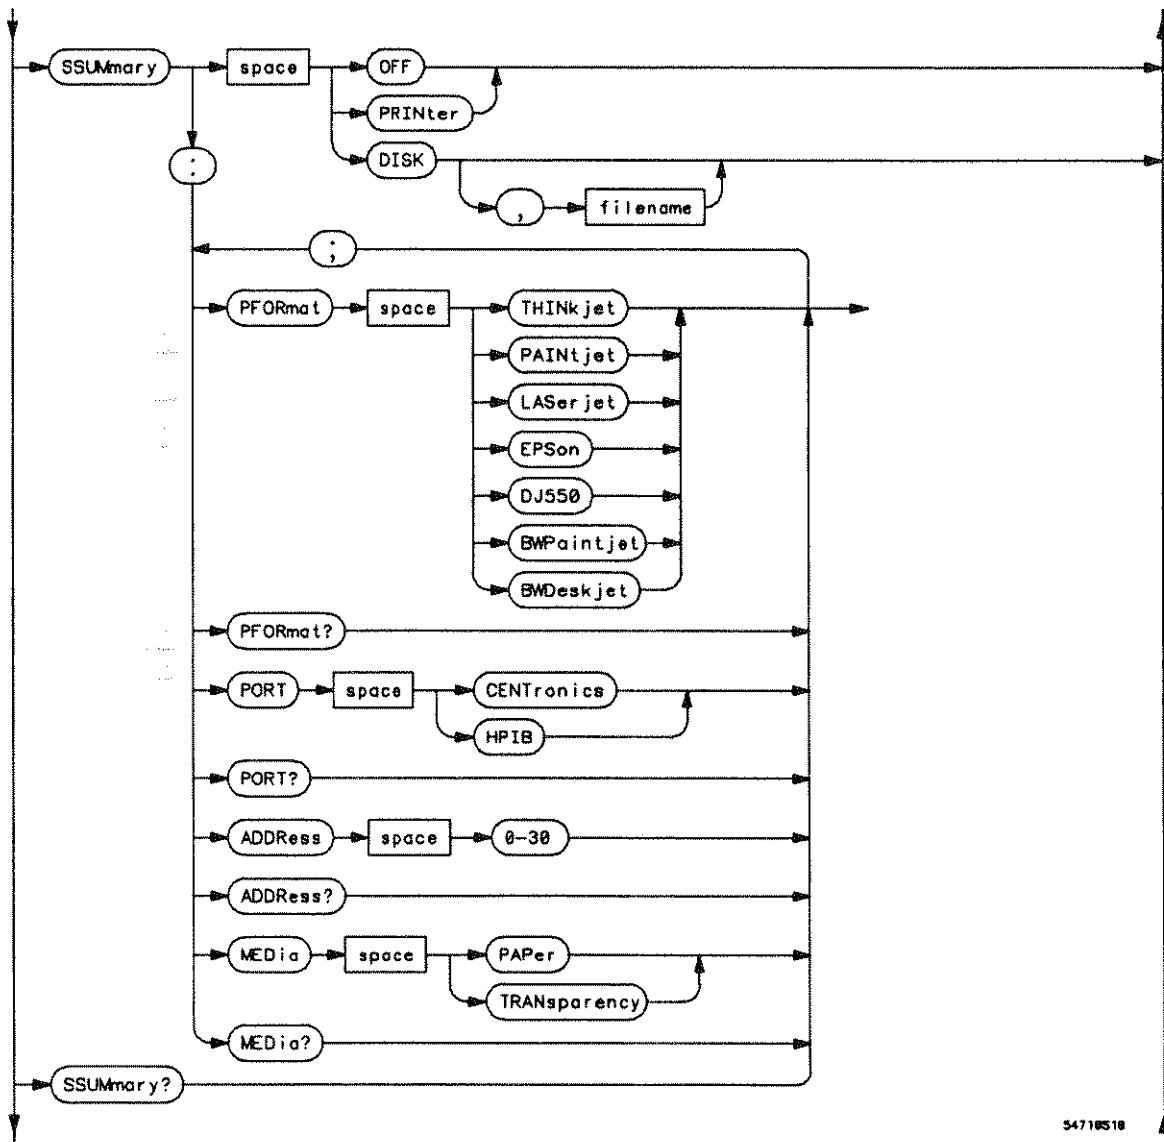 SSUMmary space OFF
PRINter
:
DISK
, filename
;
PFORmat space THINkjet
PAINtjet
LASerjet
EPSon
DJ550
BWPaintjet
BWDeskjet
PFORmat?
PORT space CENTronics
HPIB
PORT?
ADDRess space 0-30
ADDRess?
MEDia space PAPer
TRANsparency
MEDia?
SSUMmary?
54710S10